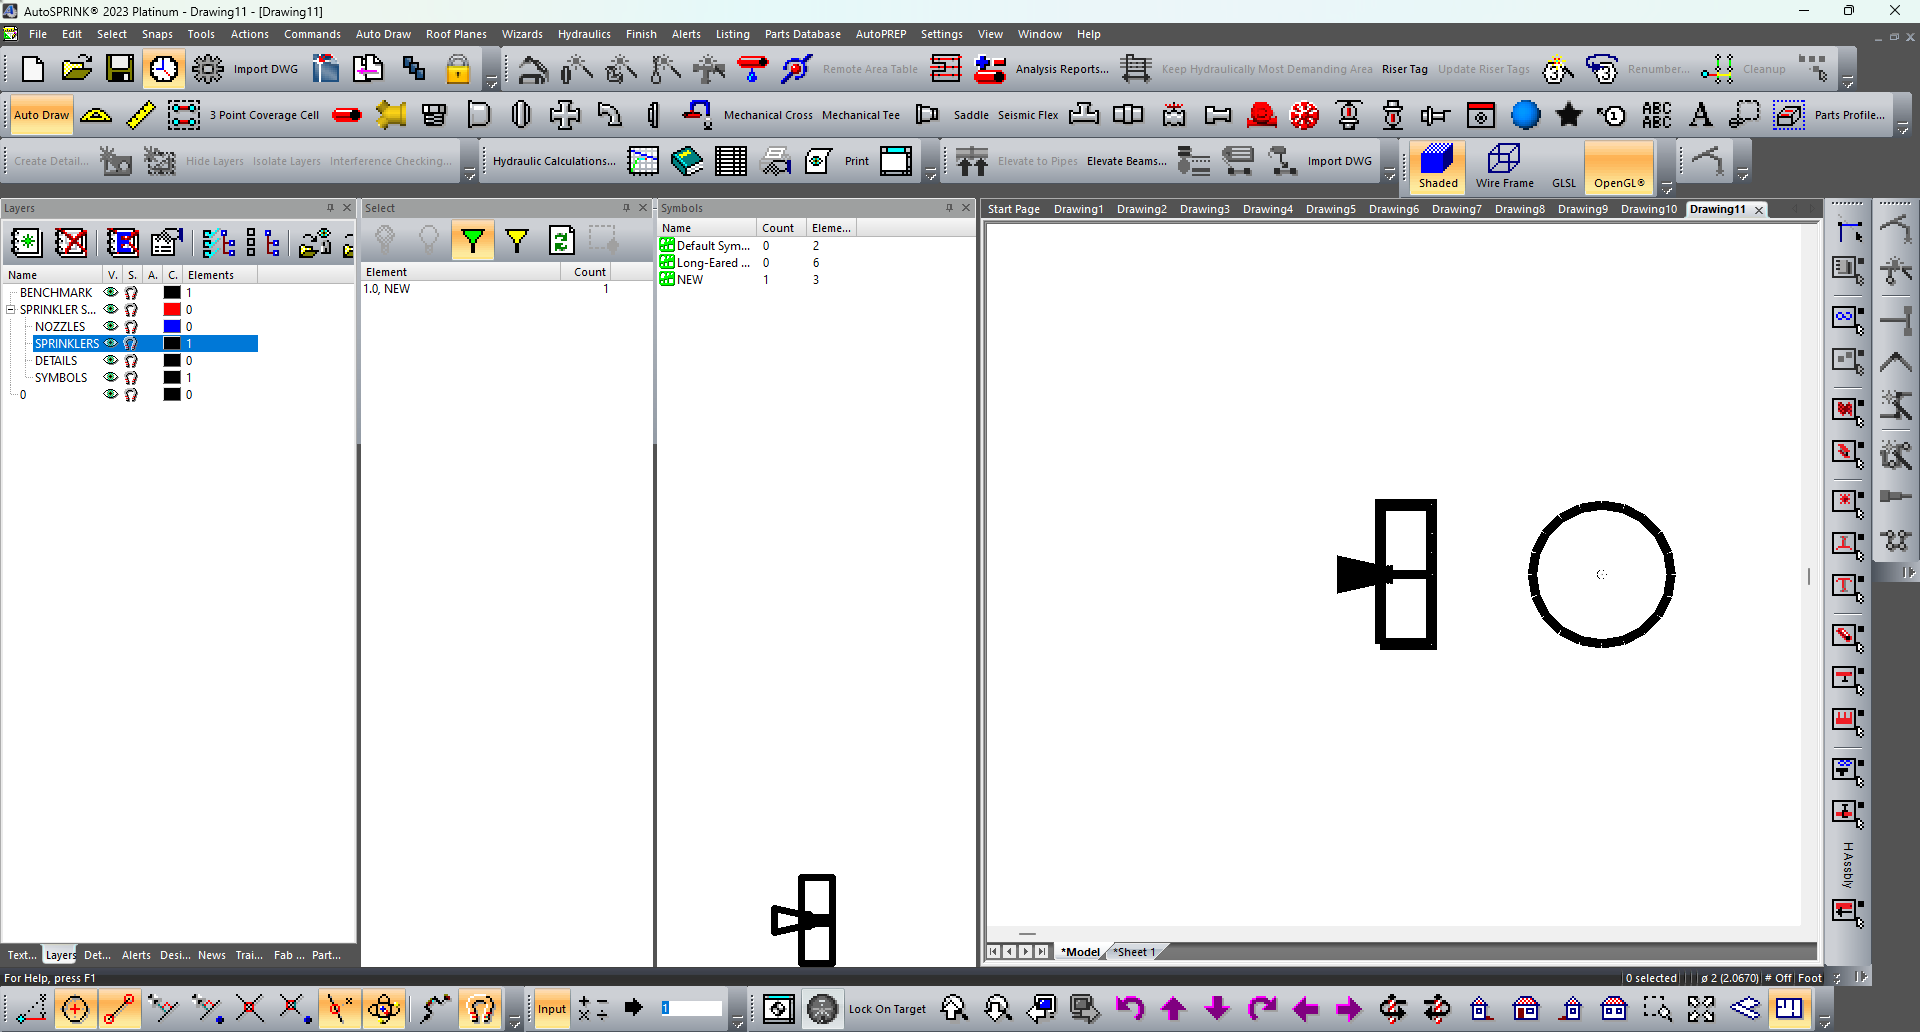 AutoSPRINK® 2023 Platinum - Drawing11 - [Drawing11]
File Edit Select Snaps Tools Actions Commands Auto Draw Roof Planes Wizards Hydraulics Finish Alerts Listing Parts Database AutoPREP Settings View Window Help
Import DWG Remote Area Table Analysis Reports... Keep Hydraulically Most Demanding Area Riser Tag Update Riser Tags Renumber... Cleanup
Auto Draw 3 Point Coverage Cell Mechanical Cross Mechanical Tee Saddle Seismic Flex ABC ABC A Parts Profile...
Create Detail... Hide Layers Isolate Layers Interference Checking... Hydraulic Calculations... Print Elevate to Pipes Elevate Beams... Import DWG Shaded Wire Frame GLSL OpenGL®
Layers Select Symbols Start Page Drawing1 Drawing2 Drawing3 Drawing4 Drawing5 Drawing6 Drawing7 Drawing8 Drawing9 Drawing10 Drawing11
Name V. S. A. C. Elements
BENCHMARK 1
SPRINKLER S... 0
NOZZLES 0
SPRINKLERS 1
DETAILS 0
SYMBOLS 1
0 0
Element Count
1.0, NEW 1
Name Count Eleme...
Default Sym... 0 2
Long-Eared ... 0 6
NEW 1 3
HAssbly
*Model *Sheet 1
Text... Layers Det... Alerts Desi... News Trai... Fab ... Part...
For Help, press F1
0 selected ø 2 (2.0670) # Off Foot
Input 1 Lock On Target